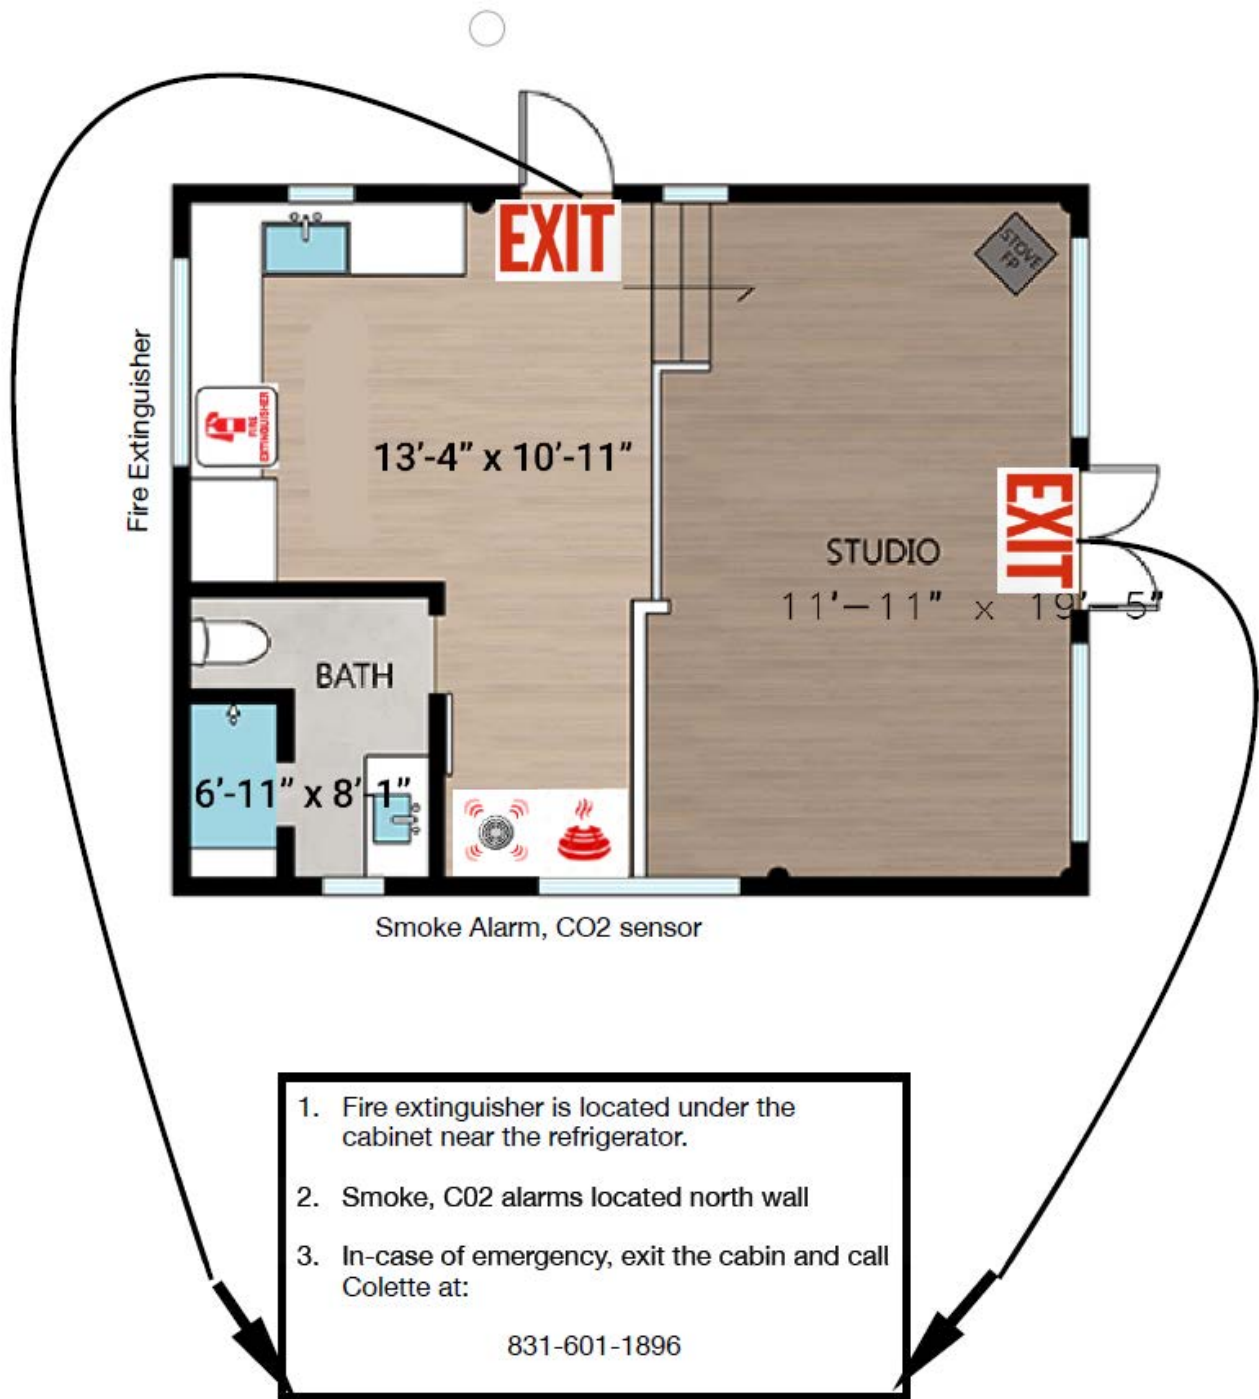 EXIT
STOVE
FP
Fire Extinguisher
FIRE
EXTINGUISHER
13’-4” x 10’-11”
EXIT
STUDIO
11’-11” x 19’-5”
BATH
6’-11” x 8’ 1”
Smoke Alarm, CO2 sensor
1. Fire extinguisher is located under the
cabinet near the refrigerator.
2. Smoke, C02 alarms located north wall
3. In-case of emergency, exit the cabin and call
Colette at:
831-601-1896